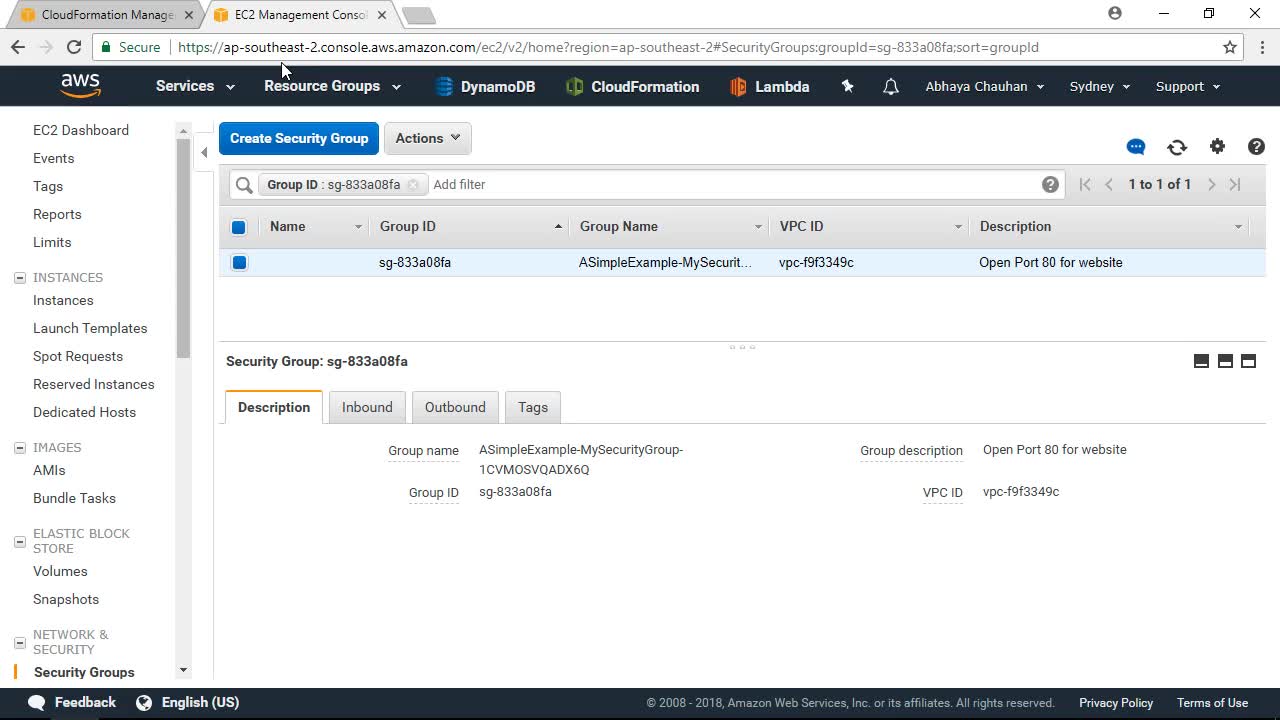 CloudFormation Manage
EC2 Management Consol
Secure
https://ap-southeast-2.console.aws.amazon.com/ec2/v2/home?region=ap-southeast-2#SecurityGroups:groupId=sg-833a08fa;sort=groupId
aws
Services
Resource Groups
DynamoDB
CloudFormation
Lambda
Abhaya Chauhan
Sydney
Support
EC2 Dashboard
Events
Tags
Reports
Limits
INSTANCES
Instances
Launch Templates
Spot Requests
Reserved Instances
Dedicated Hosts
IMAGES
AMIs
Bundle Tasks
ELASTIC BLOCK
STORE
Volumes
Snapshots
NETWORK &
SECURITY
Security Groups
Create Security Group
Actions
Group ID : sg-833a08fa
Add filter
1 to 1 of 1
Name
Group ID
Group Name
VPC ID
Description
sg-833a08fa
ASimpleExample-MySecurit...
vpc-f9f3349c
Open Port 80 for website
Security Group: sg-833a08fa
Description
Inbound
Outbound
Tags
Group name
ASimpleExample-MySecurityGroup-
1CVMOSVQADX6Q
Group description
Open Port 80 for website
Group ID
sg-833a08fa
VPC ID
vpc-f9f3349c
Feedback
English (US)
© 2008 - 2018, Amazon Web Services, Inc. or its affiliates. All rights reserved.
Privacy Policy
Terms of Use